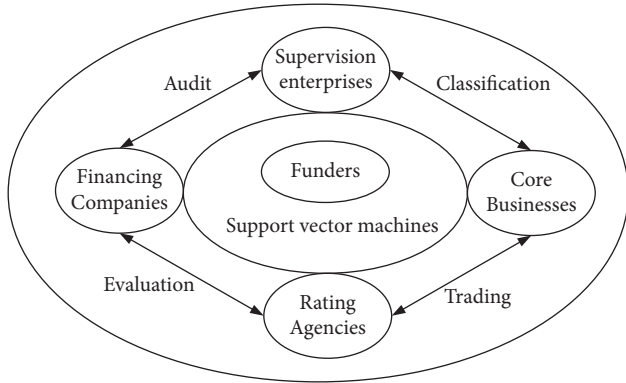 Supervision
enterprises
Audit
Classification
Financing
Companies
Funders
Core
Businesses
Support vector machines
Evaluation
Rating
Agencies
Trading